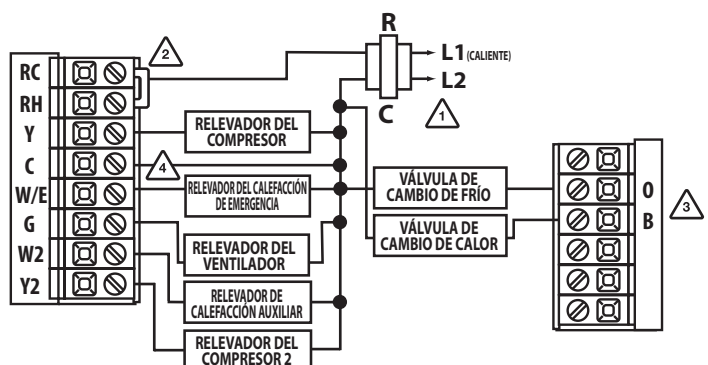 R
L1 (CALIENTE)
L2
C
1
2
RC
RH
Y
C
W/E
G
W2
Y2
4
RELEVADOR DEL
COMPRESOR
RELEVADOR DEL CALEFACCIÓN
DE EMERGENCIA
RELEVADOR DEL
VENTILADOR
RELEVADOR DE
CALEFACCIÓN AUXILIAR
RELEVADOR DEL
COMPRESOR 2
VÁLVULA DE
CAMBIO DE FRÍO
VÁLVULA DE
CAMBIO DE CALOR
O
B
3